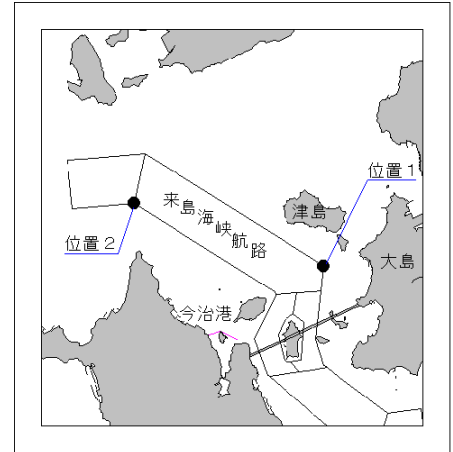 位置1
来島海峡航路
津島
位置2
大島
今治港